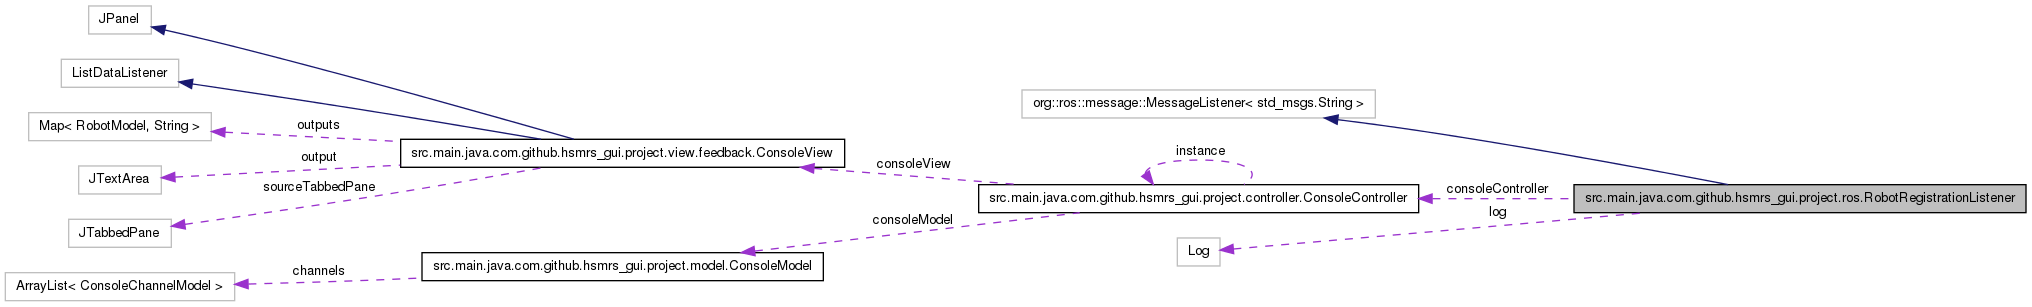 JPanel
ListDataListener
Map< RobotModel, String >
JTextArea
JTabbedPane
ArrayList< ConsoleChannelModel >
outputs
output
sourceTabbedPane
channels
src.main.java.com.github.hsmrs_gui.project.view.feedback.ConsoleView
src.main.java.com.github.hsmrs_gui.project.model.ConsoleModel
consoleView
consoleModel
org::ros::message::MessageListener< std_msgs.String >
instance
src.main.java.com.github.hsmrs_gui.project.controller.ConsoleController
Log
consoleController
log
src.main.java.com.github.hsmrs_gui.project.ros.RobotRegistrationListener